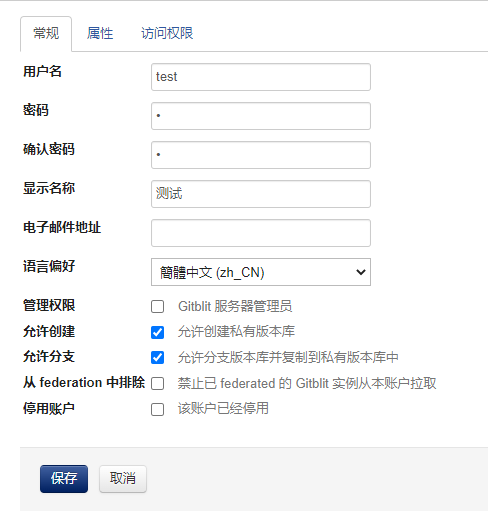 常规 属性 访问权限
用户名 test
密码 •
确认密码 •
显示名称 测试
电子邮件地址
语言偏好 簡體中文 (zh_CN)
管理权限 Gitblit 服务器管理员
允许创建 允许创建私有版本库
允许分支 允许分支版本库并复制到私有版本库中
从 federation 中排除 禁止已 federated 的 Gitblit 实例从本账户拉取
停用账户 该账户已经停用
保存 取消